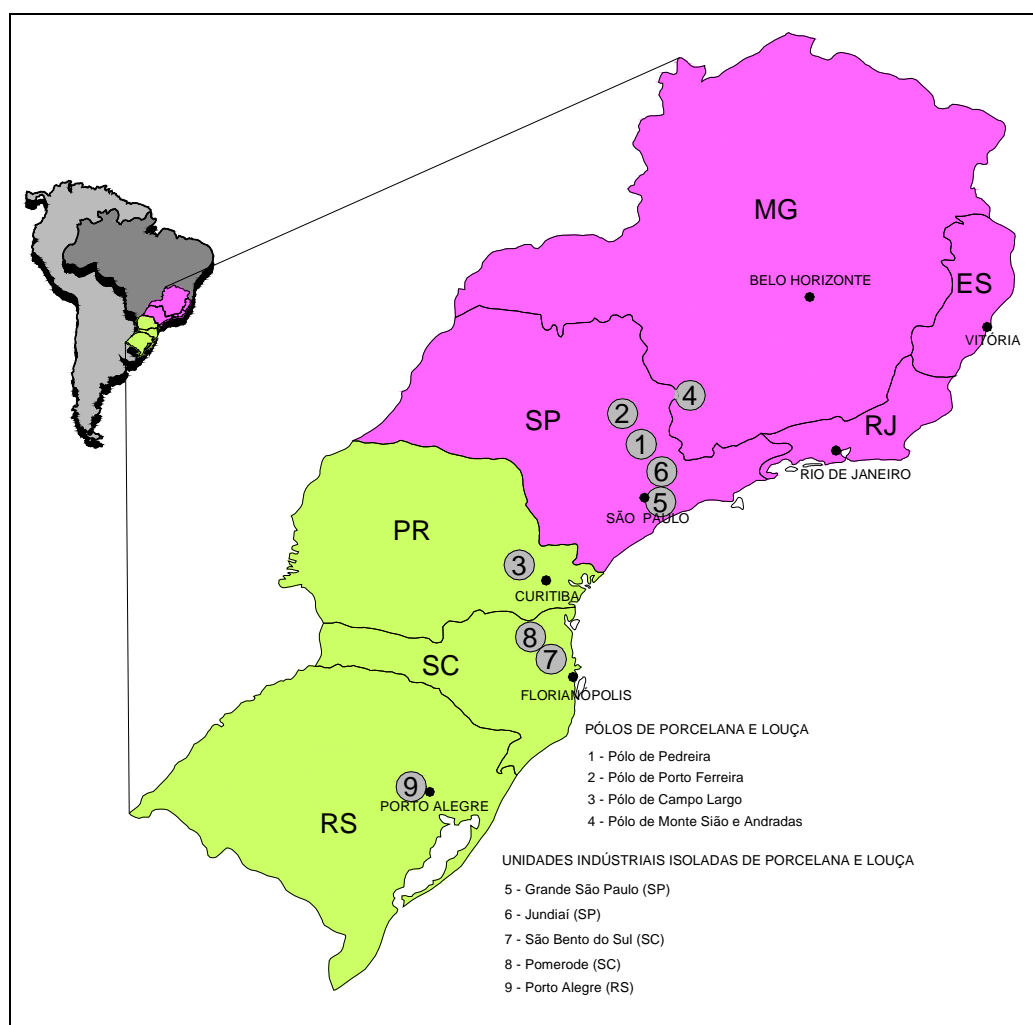 MG
BELO HORIZONTE
ES
VITÓRIA
4
2
SP
RJ
1
6
RIO DE JANEIRO
5
SÃO PAULO
PR
3
CURITIBA
8
7
SC
FLORIANÓPOLIS
9
PORTO ALEGRE
RS
PÓLOS DE PORCELANA E LOUÇA
1 - Pólo de Pedreira
2 - Pólo de Porto Ferreira
3 - Pólo de Campo Largo
4 - Pólo de Monte Sião e Andradas
UNIDADES INDÚSTRIAIS ISOLADAS DE PORCELANA E LOUÇA
5 - Grande São Paulo (SP)
6 - Jundiaí (SP)
7 - São Bento do Sul (SC)
8 - Pomerode (SC)
9 - Porto Alegre (RS)